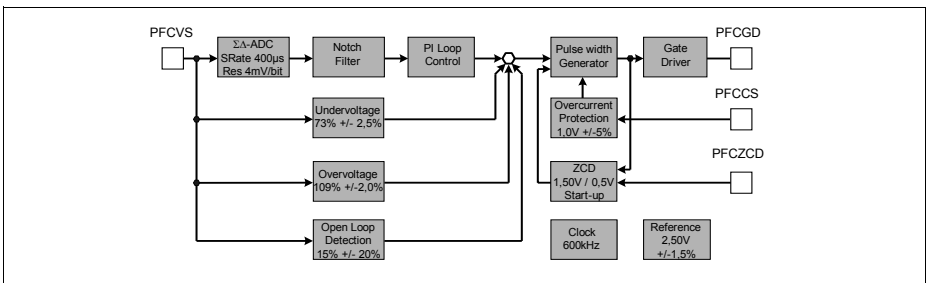 PFCVS
ΣΔ-ADC
SRate 400µs
Res 4mV/bit
Notch
Filter
PI Loop
Control
Pulse width
Generator
Gate
Driver
PFCGD
Undervoltage
73% +/- 2,5%
Overcurrent
Protection
1,0V +/-5%
PFCCS
Overvoltage
109% +/-2,0%
ZCD
1,50V / 0,5V
Start-up
PFCZCD
Open Loop
Detection
15% +/- 20%
Clock
600kHz
Reference
2,50V
+/-1,5%